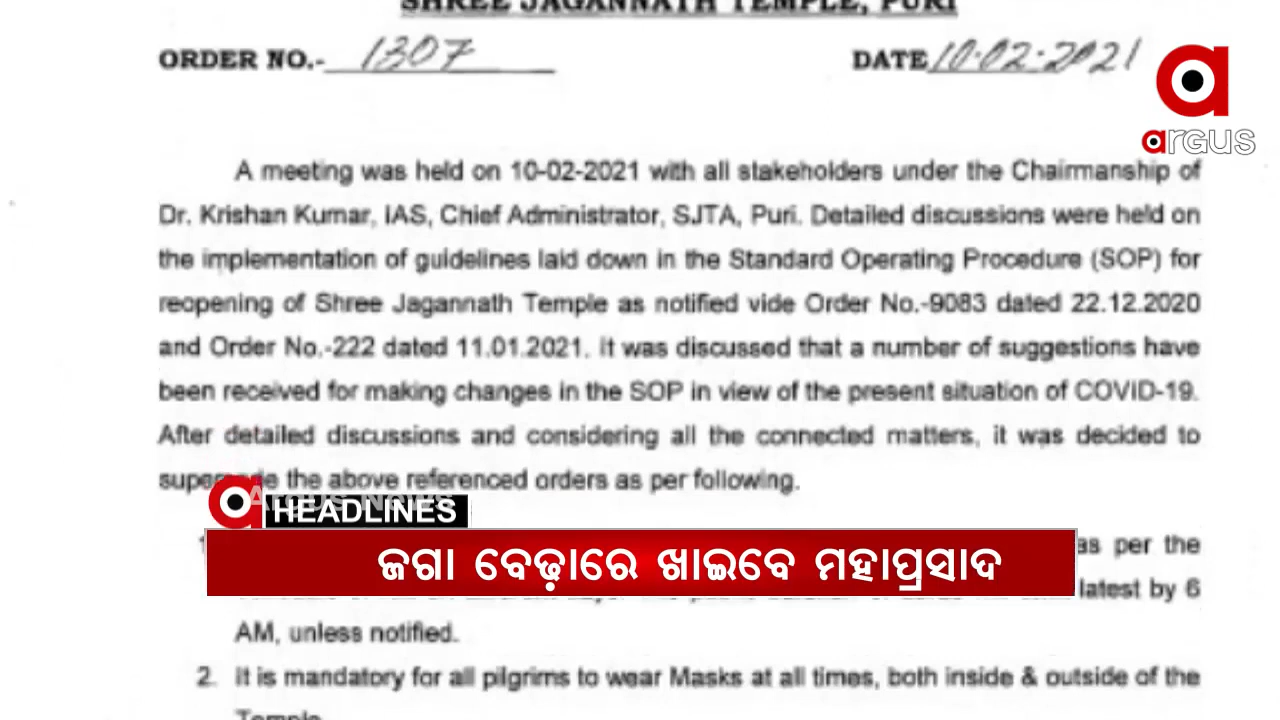 SHREE JAGANNATH TEMPLE, PURI
ORDER NO.- 1307 DATE 10-02-2021
argus
A meeting was held on 10-02-2021 with all stakeholders under the Chairmanship of
Dr. Krishan Kumar, IAS, Chief Administrator, SJTA, Puri. Detailed discussions were held on
the implementation of guidelines laid down in the Standard Operating Procedure (SOP) for
reopening of Shree Jagannath Temple as notified vide Order No.-9083 dated 22.12.2020
and Order No.-222 dated 11.01.2021. It was discussed that a number of suggestions have
been received for making changes in the SOP in view of the present situation of COVID-19.
After detailed discussions and considering all the connected matters, it was decided to
the above referenced orders as per following.
Argus News
HEADLINES
as per the
ଜଗା ବେଢ଼ାରେ ଖାଇବେ ମହାପ୍ରସାଦ
latest by 6
AM, unless notified.
2. It is mandatory for all pilgrims to wear Masks at all times, both inside & outside of the
Temple